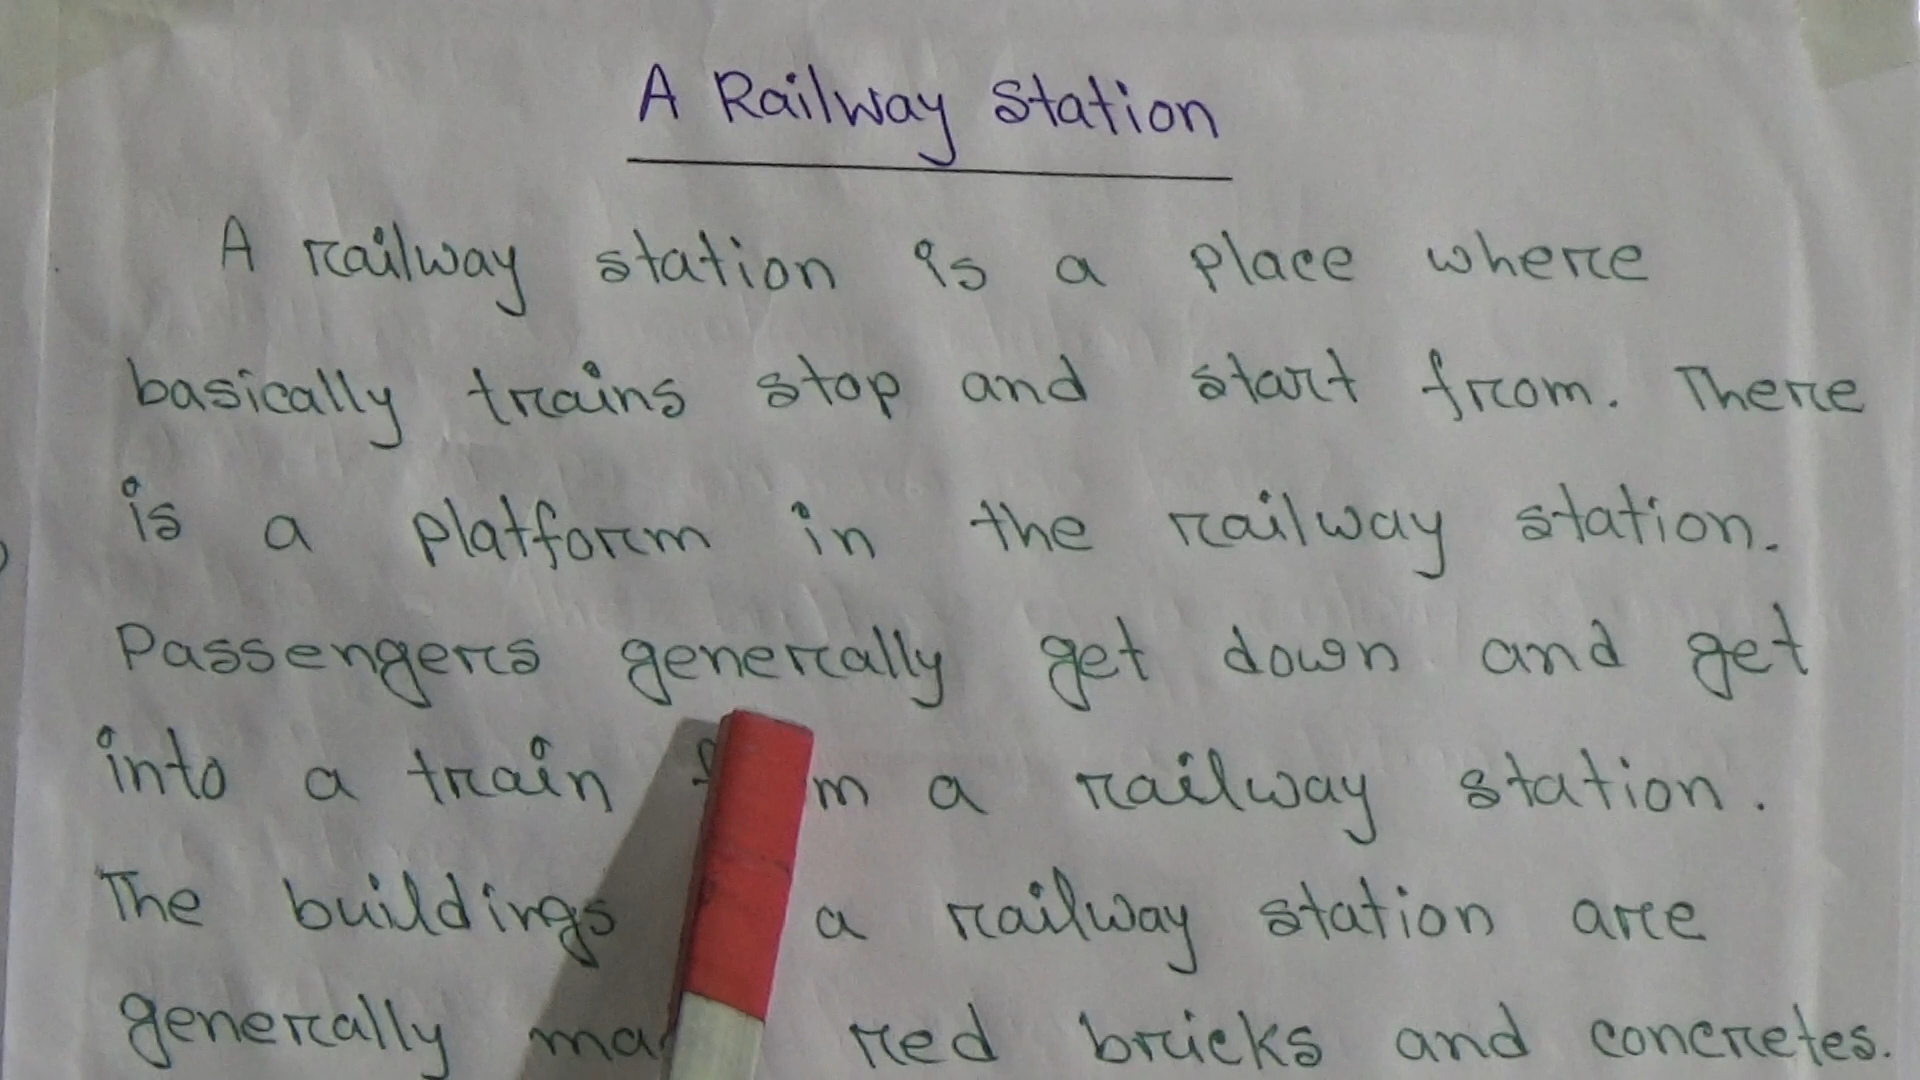 A Railway Station
A railway station is a place where
basically trains stop and start from. There
is a platform in the railway station.
Passengers generally get down and get
into a train a railway station.
The buildings a railway station are
generally red bricks and concretes.